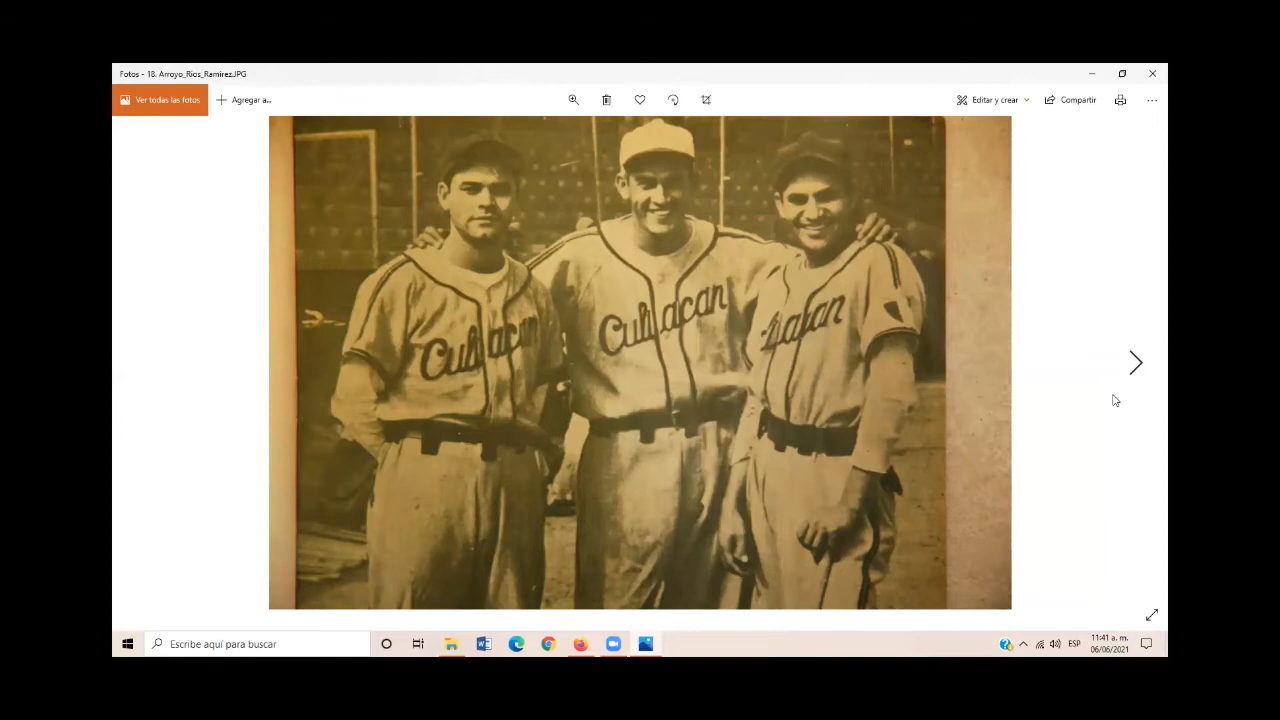 Fotos - 18. Arroyo_Rios_Ramirez.JPG
Ver todas las fotos
Agregar a...
Editar y crear
Compartir
Culiacan
Culiacan
liacan
Escribe aquí para buscar
ESP
11:41 a. m.
06/06/2021